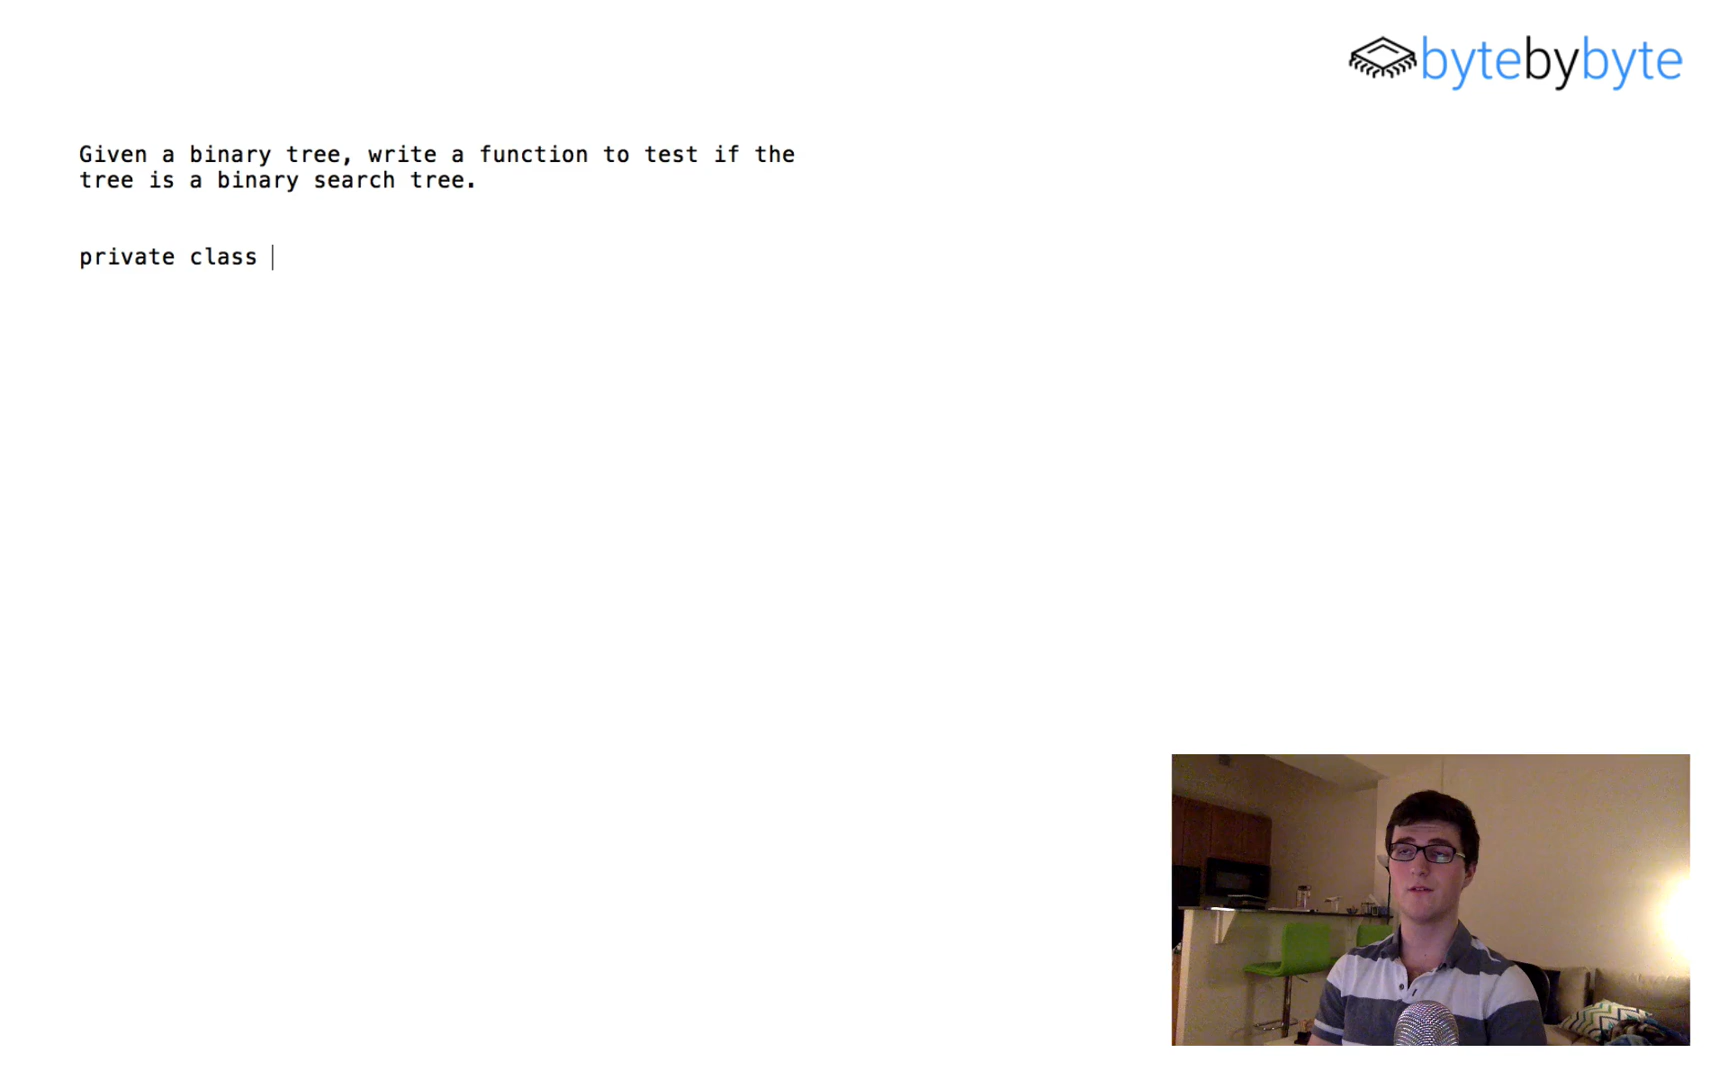 bytebybyte
Given a binary tree, write a function to test if the
tree is a binary search tree.
private class